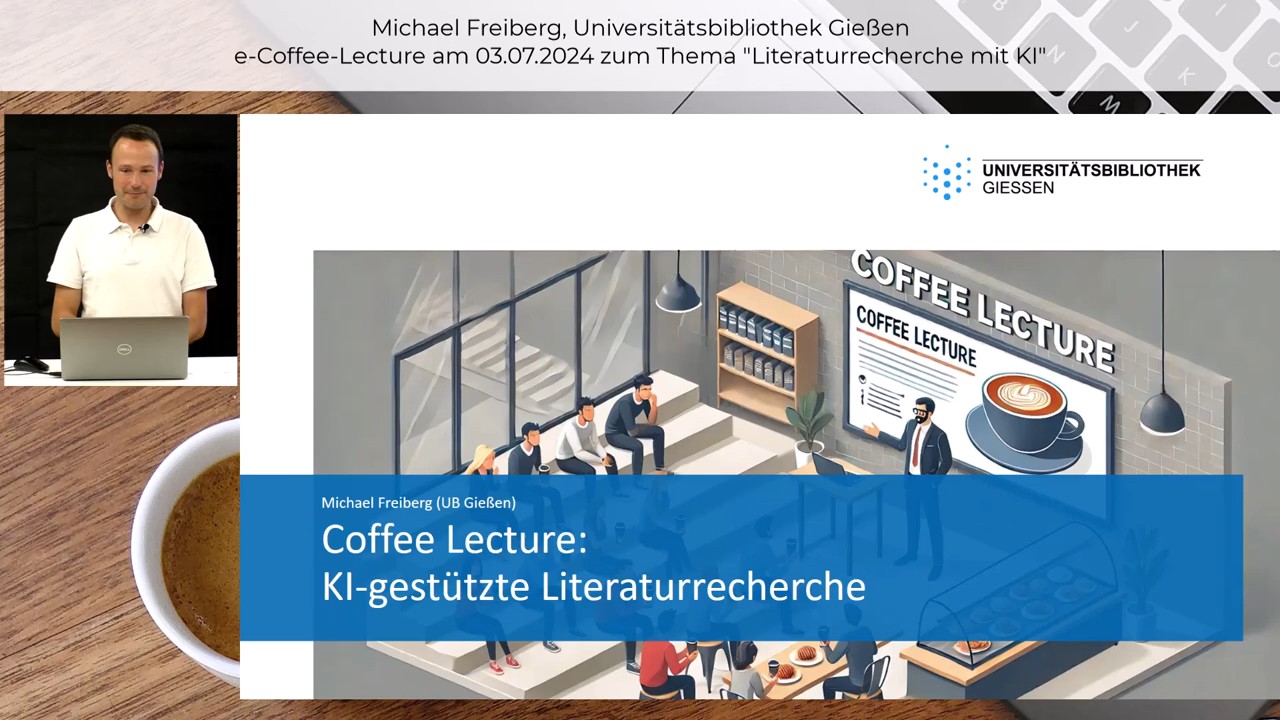 Michael Freiberg, Universitätsbibliothek Gießen
e-Coffee-Lecture am 03.07.2024 zum Thema "Literaturrecherche mit KI"
UNIVERSITÄTSBIBLIOTHEK
GIESSEN
COFFEE LECTURE
COFFEE LECTURE
DELL
Michael Freiberg (UB Gießen)
Coffee Lecture:
KI-gestützte Literaturrecherche
B
J
I
N
K
O
M